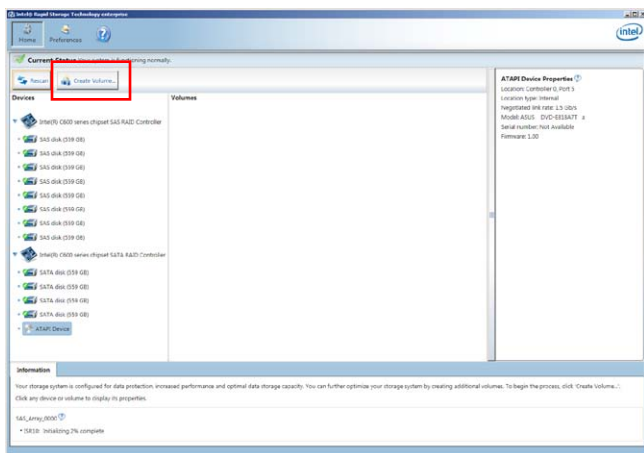 Intel® Rapid Storage Technology enterprise
Home
Preferences
intel
Current Status Your system is functioning normally.
Rescan
Create Volume...
Devices
Volumes
Intel(R) C600 series chipset SAS RAID Controller
SAS disk (559 GB)
SAS disk (559 GB)
SAS disk (559 GB)
SAS disk (559 GB)
SAS disk (559 GB)
SAS disk (559 GB)
SAS disk (559 GB)
SAS disk (559 GB)
Intel(R) C600 series chipset SATA RAID Controller
SATA disk (559 GB)
SATA disk (559 GB)
SATA disk (559 GB)
SATA disk (559 GB)
ATAPI Device
ATAPI Device Properties
Location: Controller 0, Port 5
Location type: Internal
Negotiated link rate: 1.5 Gb/s
Model: ASUS DVD-E818A7T a
Serial number: Not Available
Firmware: 1.00
Information
Your storage system is configured for data protection, increased performance and optimal data storage capacity. You can further optimize your storage system by creating additional volumes. To begin the process, click 'Create Volume...'.
Click any device or volume to display its properties.
SAS_Array_0000
• ISR10: Initializing 2% complete